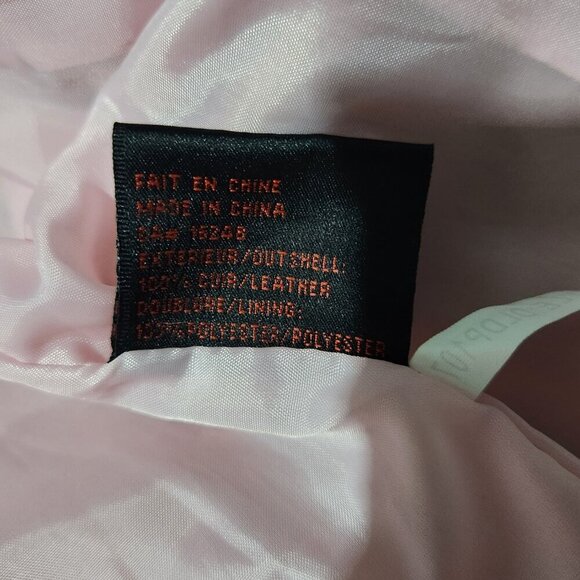 FAIT EN CHINE
MADE IN CHINA
CA# 15248
EXTERIEUR/OUTSHELL:
100% CUIR/LEATHER
DOUBLURE/LINING:
100% POLYESTER/POLYESTER